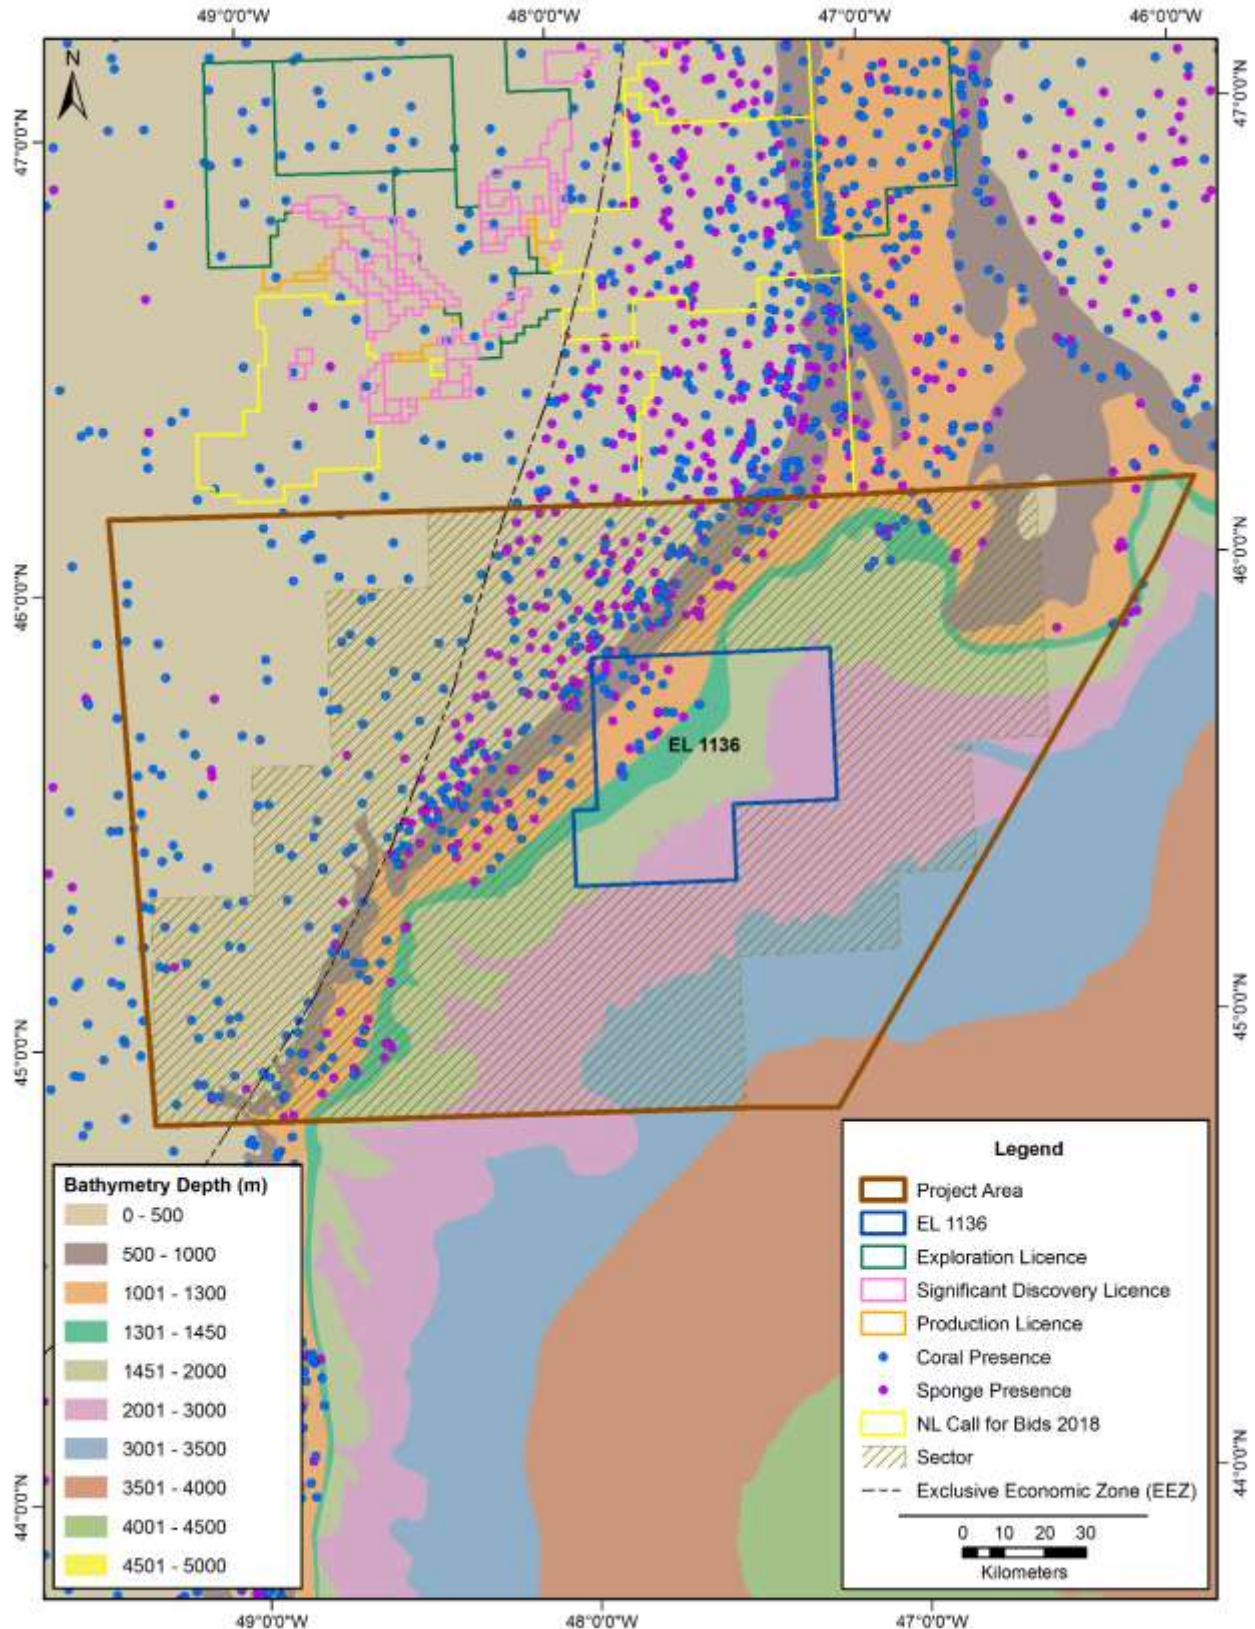 49°0'0"W 48°0'0"W 47°0'0"W 46°0'0"W
N
47°0'0"N
47°0'0"N
46°0'0"N
46°0'0"N
EL 1136
45°0'0"N
45°0'0"N
44°0'0"N
44°0'0"N
Bathymetry Depth (m)
0 - 500
500 - 1000
1001 - 1300
1301 - 1450
1451 - 2000
2001 - 3000
3001 - 3500
3501 - 4000
4001 - 4500
4501 - 5000
Legend
Project Area
EL 1136
Exploration Licence
Significant Discovery Licence
Production Licence
Coral Presence
Sponge Presence
NL Call for Bids 2018
Sector
Exclusive Economic Zone (EEZ)
0 10 20 30
Kilometers
49°0'0"W 48°0'0"W 47°0'0"W